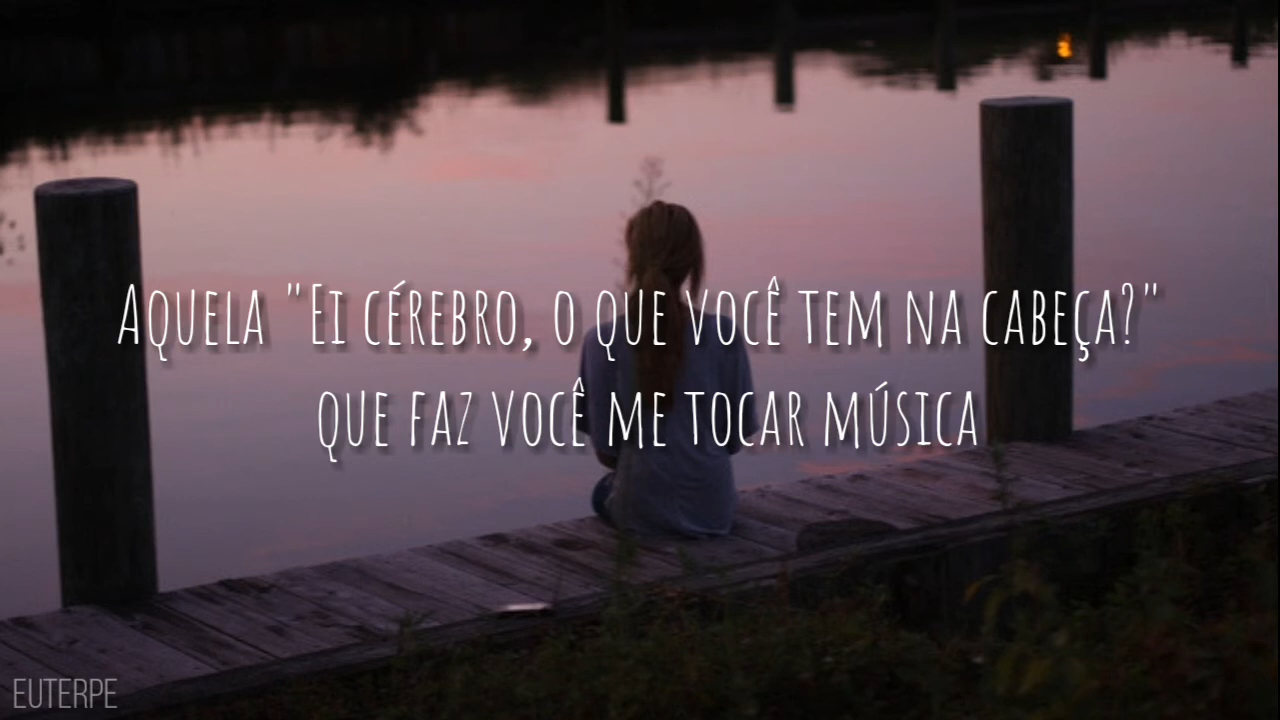 Aquela "Ei cérebro, o que você tem na cabeça?"
que faz você me tocar música
EUTERPE